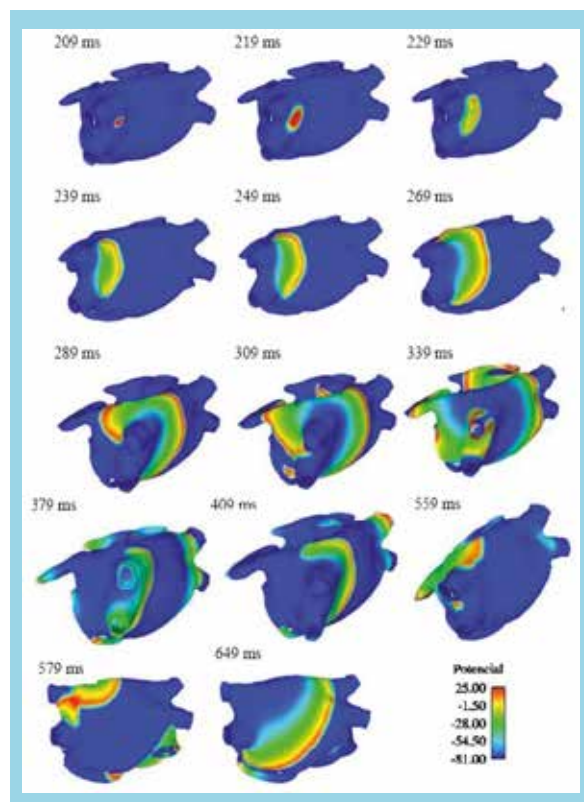 209 ms
219 ms
229 ms
239 ms
249 ms
269 ms
289 ms
309 ms
339 ms
379 ms
409 ms
559 ms
579 ms
649 ms
Potencial
25.00
-1.50
-28.00
-54.50
-81.00